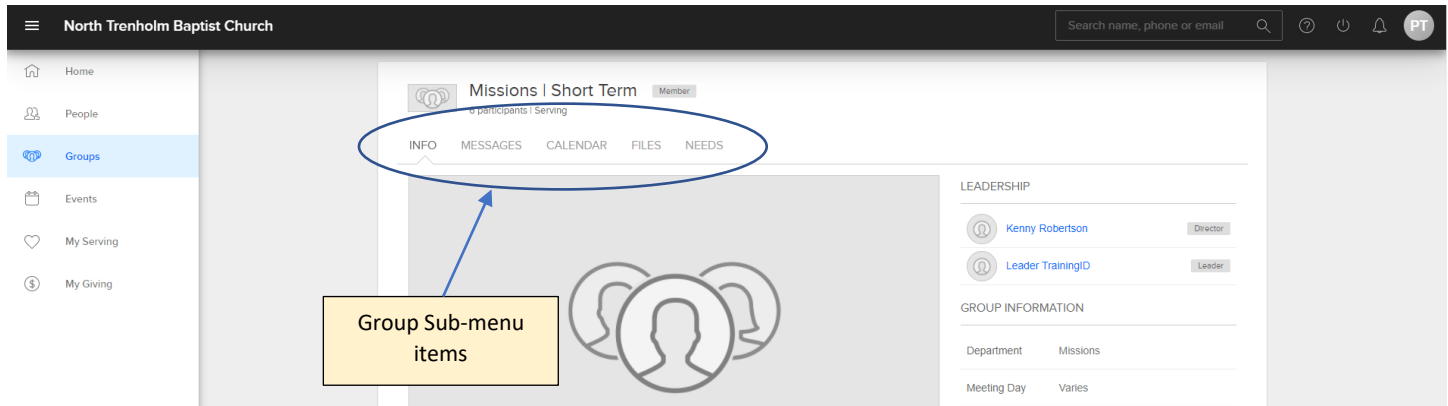 North Trenholm Baptist Church
Search name, phone or email
PT
Home
People
Groups
Events
My Serving
My Giving
Missions | Short Term Member
6 participants | Serving
INFO MESSAGES CALENDAR FILES NEEDS
Group Sub-menu
items
LEADERSHIP
Kenny Robertson Director
Leader TrainingID Leader
GROUP INFORMATION
Department Missions
Meeting Day Varies